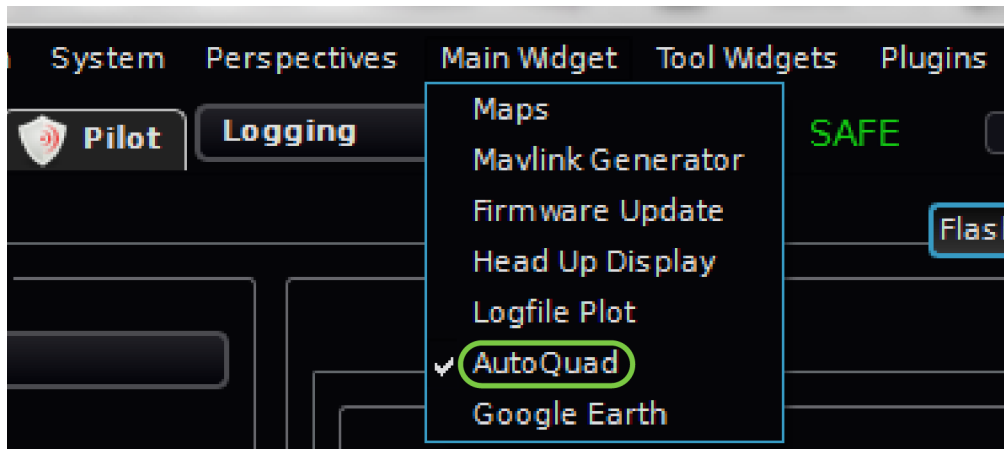 System Perspectives Main Widget Tool Widgets Plugins
Pilot Logging SAFE
Maps
Mavlink Generator
Firmware Update
Flas
Head Up Display
Logfile Plot
AutoQuad
Google Earth